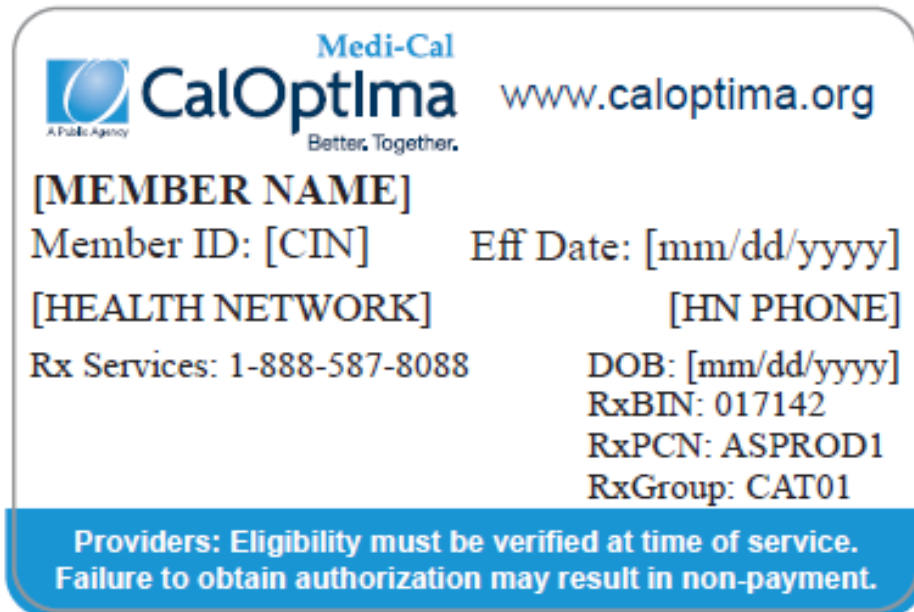 Medi-Cal
CalOptima
www.caloptima.org
A Public Agency
Better. Together.
[MEMBER NAME]
Member ID: [CIN] Eff Date: [mm/dd/yyyy]
[HEALTH NETWORK] [HN PHONE]
Rx Services: 1-888-587-8088 DOB: [mm/dd/yyyy]
RxBIN: 017142
RxPCN: ASPROD1
RxGroup: CAT01
Providers: Eligibility must be verified at time of service.
Failure to obtain authorization may result in non-payment.